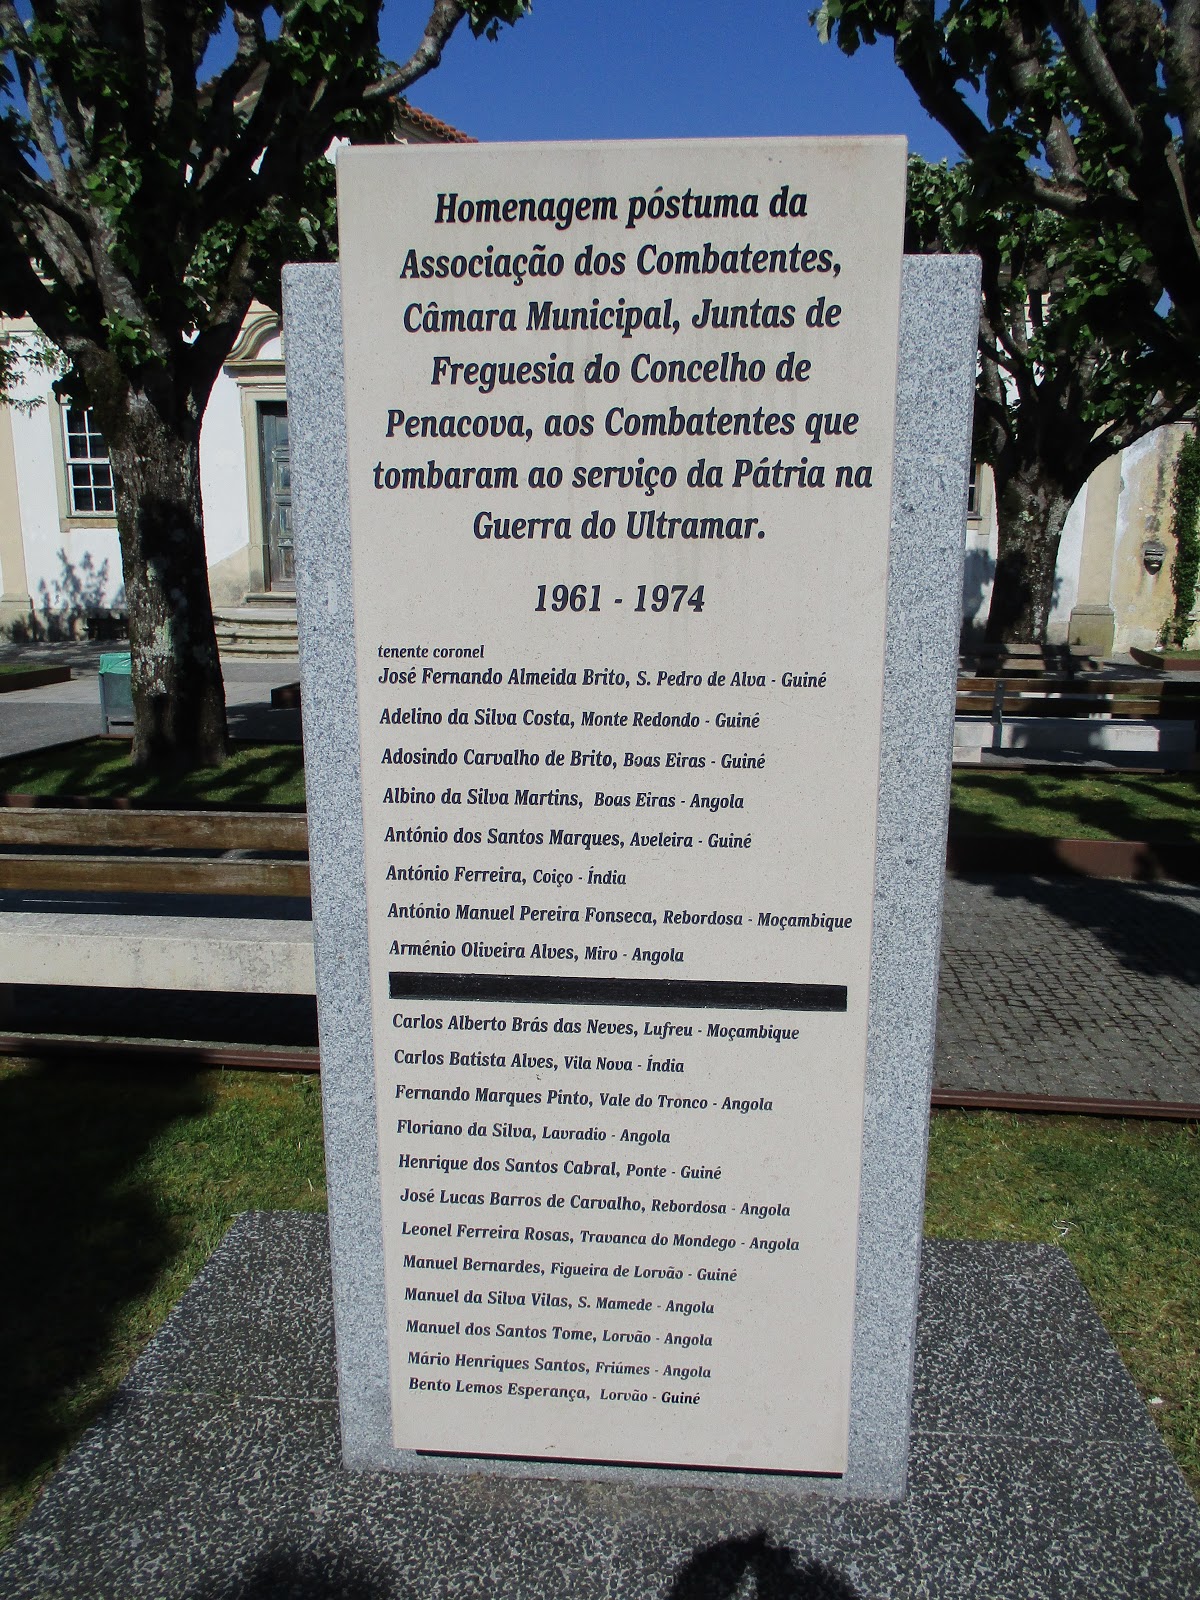 Homenagem póstuma da
Associação dos Combatentes,
Câmara Municipal, Juntas de
Freguesia do Concelho de
Penacova, aos Combatentes que
tombaram ao serviço da Pátria na
Guerra do Ultramar.
1961 - 1974
tenente coronel
José Fernando Almeida Brito, S. Pedro de Alva - Guiné
Adelino da Silva Costa, Monte Redondo - Guiné
Adosindo Carvalho de Brito, Boas Eiras - Guiné
Albino da Silva Martins, Boas Eiras - Angola
António dos Santos Marques, Aveleira - Guiné
António Ferreira, Coiço - Índia
António Manuel Pereira Fonseca, Rebordosa - Moçambique
Arménio Oliveira Alves, Miro - Angola
Carlos Alberto Brás das Neves, Lufreu - Moçambique
Carlos Batista Alves, Vila Nova - Índia
Fernando Marques Pinto, Vale do Tronco - Angola
Floriano da Silva, Lavradio - Angola
Henrique dos Santos Cabral, Ponte - Guiné
José Lucas Barros de Carvalho, Rebordosa - Angola
Leonel Ferreira Rosas, Travanca do Mondego - Angola
Manuel Bernardes, Figueira de Lorvão - Guiné
Manuel da Silva Vilas, S. Mamede - Angola
Manuel dos Santos Tome, Lorvão - Angola
Mário Henriques Santos, Friúmes - Angola
Bento Lemos Esperança, Lorvão - Guiné